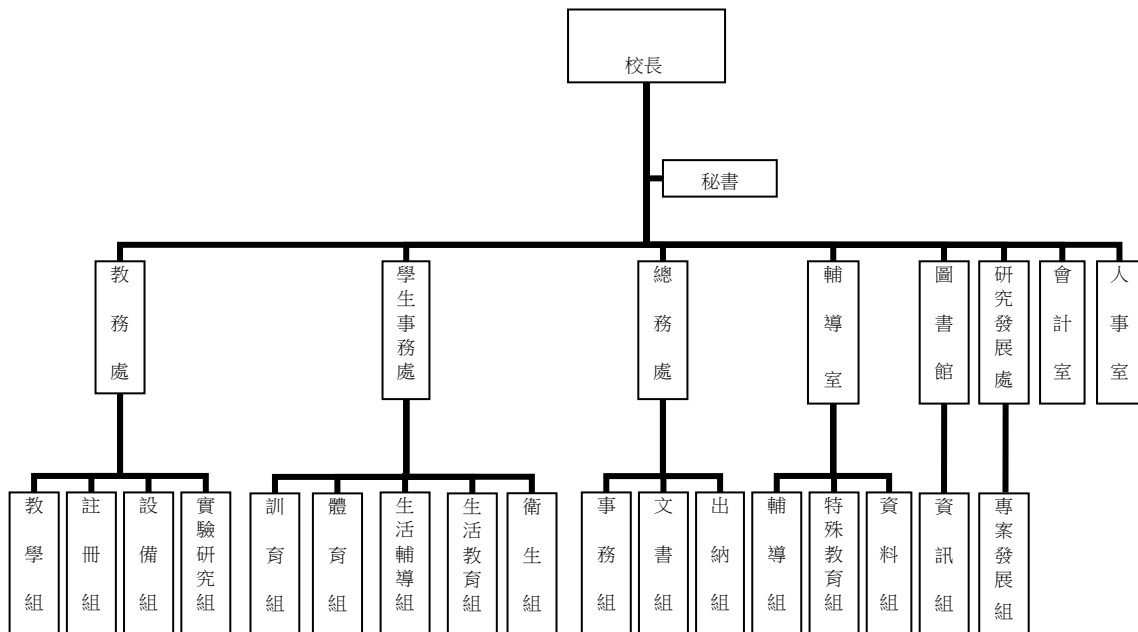 校長
秘書
教務處
學生事務處
總務處
輔導室
圖書館
研究發展處
會計室
人事室
教學組
註冊組
設備組
實驗研究組
訓育組
體育組
生活輔導組
生活教育組
衛生組
事務組
文書組
出納組
輔導組
特殊教育組
資料組
資訊組
專案發展組